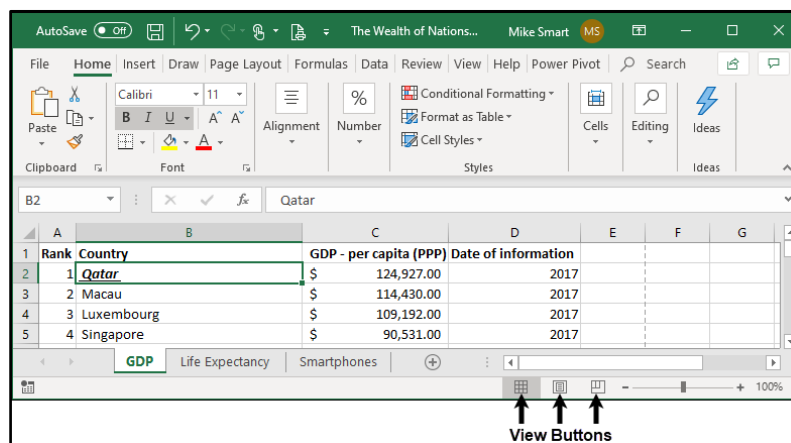 AutoSave Off The Wealth of Nations... Mike Smart MS
File Home Insert Draw Page Layout Formulas Data Review View Help Power Pivot Search
Calibri 11 Conditional Formatting
Paste B I U A A Alignment % Number Format as Table Cells Editing Ideas
A Cell Styles
Clipboard Font Styles Ideas
B2 fx Qatar
A B C D E F G
1 Rank Country GDP - per capita (PPP) Date of information
2 1 Qatar $ 124,927.00 2017
3 2 Macau $ 114,430.00 2017
4 3 Luxembourg $ 109,192.00 2017
5 4 Singapore $ 90,531.00 2017
GDP Life Expectancy Smartphones
- + 100%
View Buttons